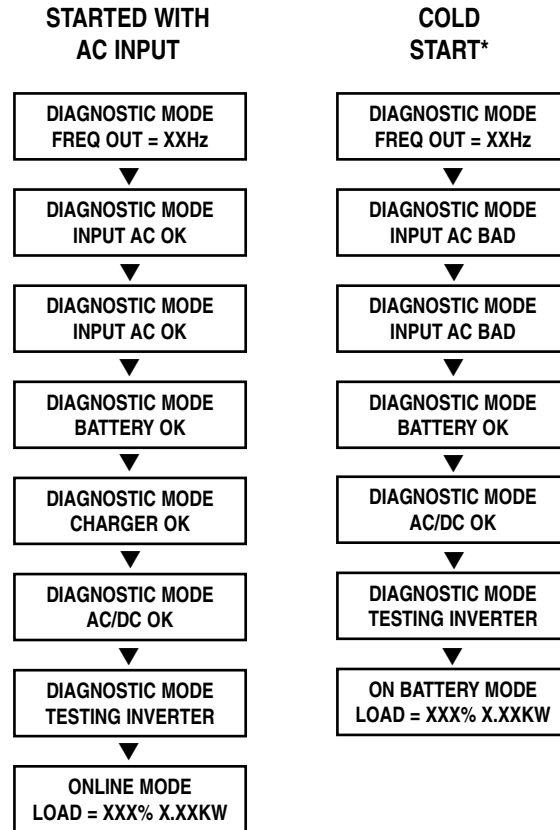 STARTED WITH
AC INPUT
DIAGNOSTIC MODE
FREQ OUT = XXHz
DIAGNOSTIC MODE
INPUT AC OK
DIAGNOSTIC MODE
INPUT AC OK
DIAGNOSTIC MODE
BATTERY OK
DIAGNOSTIC MODE
CHARGER OK
DIAGNOSTIC MODE
AC/DC OK
DIAGNOSTIC MODE
TESTING INVERTER
ONLINE MODE
LOAD = XXX% X.XXKW
COLD
START*
DIAGNOSTIC MODE
FREQ OUT = XXHz
DIAGNOSTIC MODE
INPUT AC BAD
DIAGNOSTIC MODE
INPUT AC BAD
DIAGNOSTIC MODE
BATTERY OK
DIAGNOSTIC MODE
AC/DC OK
DIAGNOSTIC MODE
TESTING INVERTER
ON BATTERY MODE
LOAD = XXX% X.XXKW